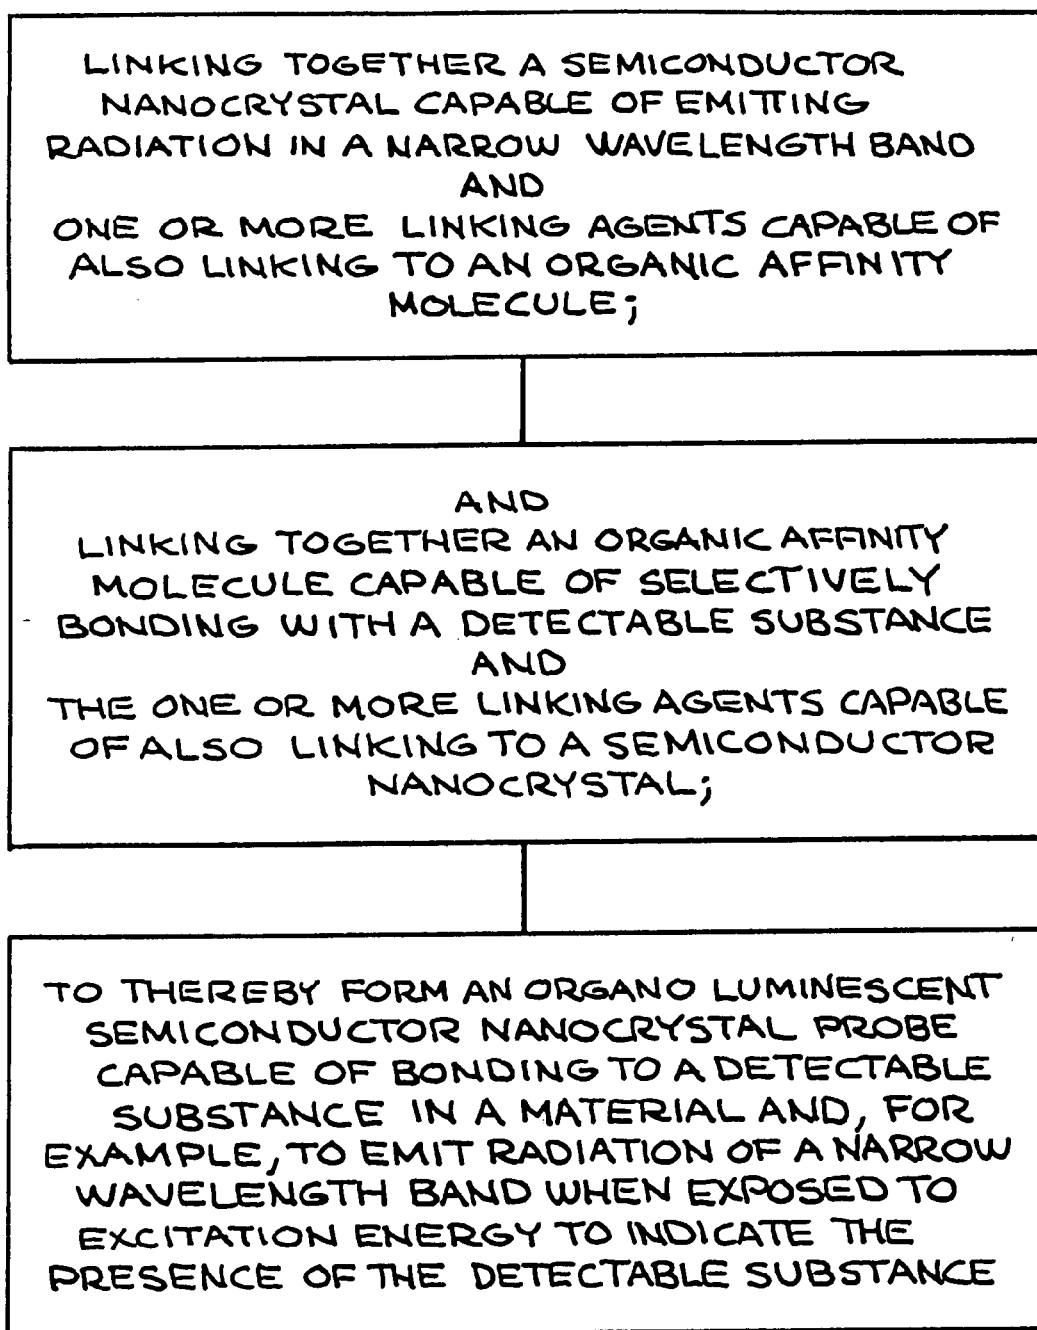 LINKING TOGETHER A SEMICONDUCTOR
NANOCRYSTAL CAPABLE OF EMITTING
RADIATION IN A NARROW WAVELENGTH BAND
AND
ONE OR MORE LINKING AGENTS CAPABLE OF
ALSO LINKING TO AN ORGANIC AFFINITY
MOLECULE;
AND
LINKING TOGETHER AN ORGANIC AFFINITY
MOLECULE CAPABLE OF SELECTIVELY
BONDING WITH A DETECTABLE SUBSTANCE
AND
THE ONE OR MORE LINKING AGENTS CAPABLE
OF ALSO LINKING TO A SEMICONDUCTOR
NANOCRYSTAL;
TO THEREBY FORM AN ORGANO LUMINESCENT
SEMICONDUCTOR NANOCRYSTAL PROBE
CAPABLE OF BONDING TO A DETECTABLE
SUBSTANCE IN A MATERIAL AND, FOR
EXAMPLE, TO EMIT RADIATION OF A NARROW
WAVELENGTH BAND WHEN EXPOSED TO
EXCITATION ENERGY TO INDICATE THE
PRESENCE OF THE DETECTABLE SUBSTANCE